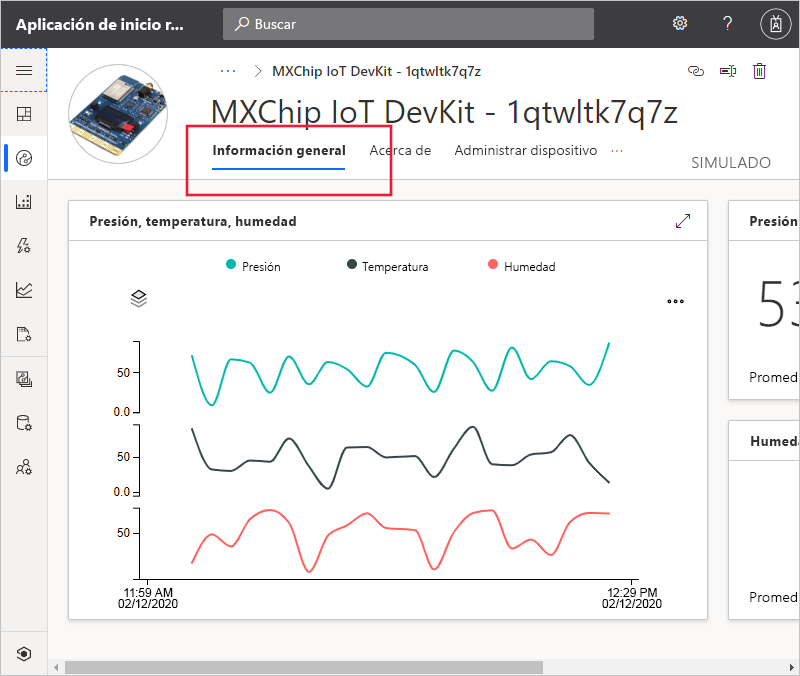 Aplicación de inicio r...
Buscar
?
··· > MXChip IoT DevKit - 1qtwltk7q7z
MXChip IoT DevKit - 1qtwltk7q7z
Información general
Acerca de
Administrar dispositivo
···
SIMULADO
Presión, temperatura, humedad
Presión
Temperatura
Humedad
50
0.0
50
0.0
50
11:59 AM
02/12/2020
12:29 PM
02/12/2020
Presión
53
Promed
Humeda
Promed